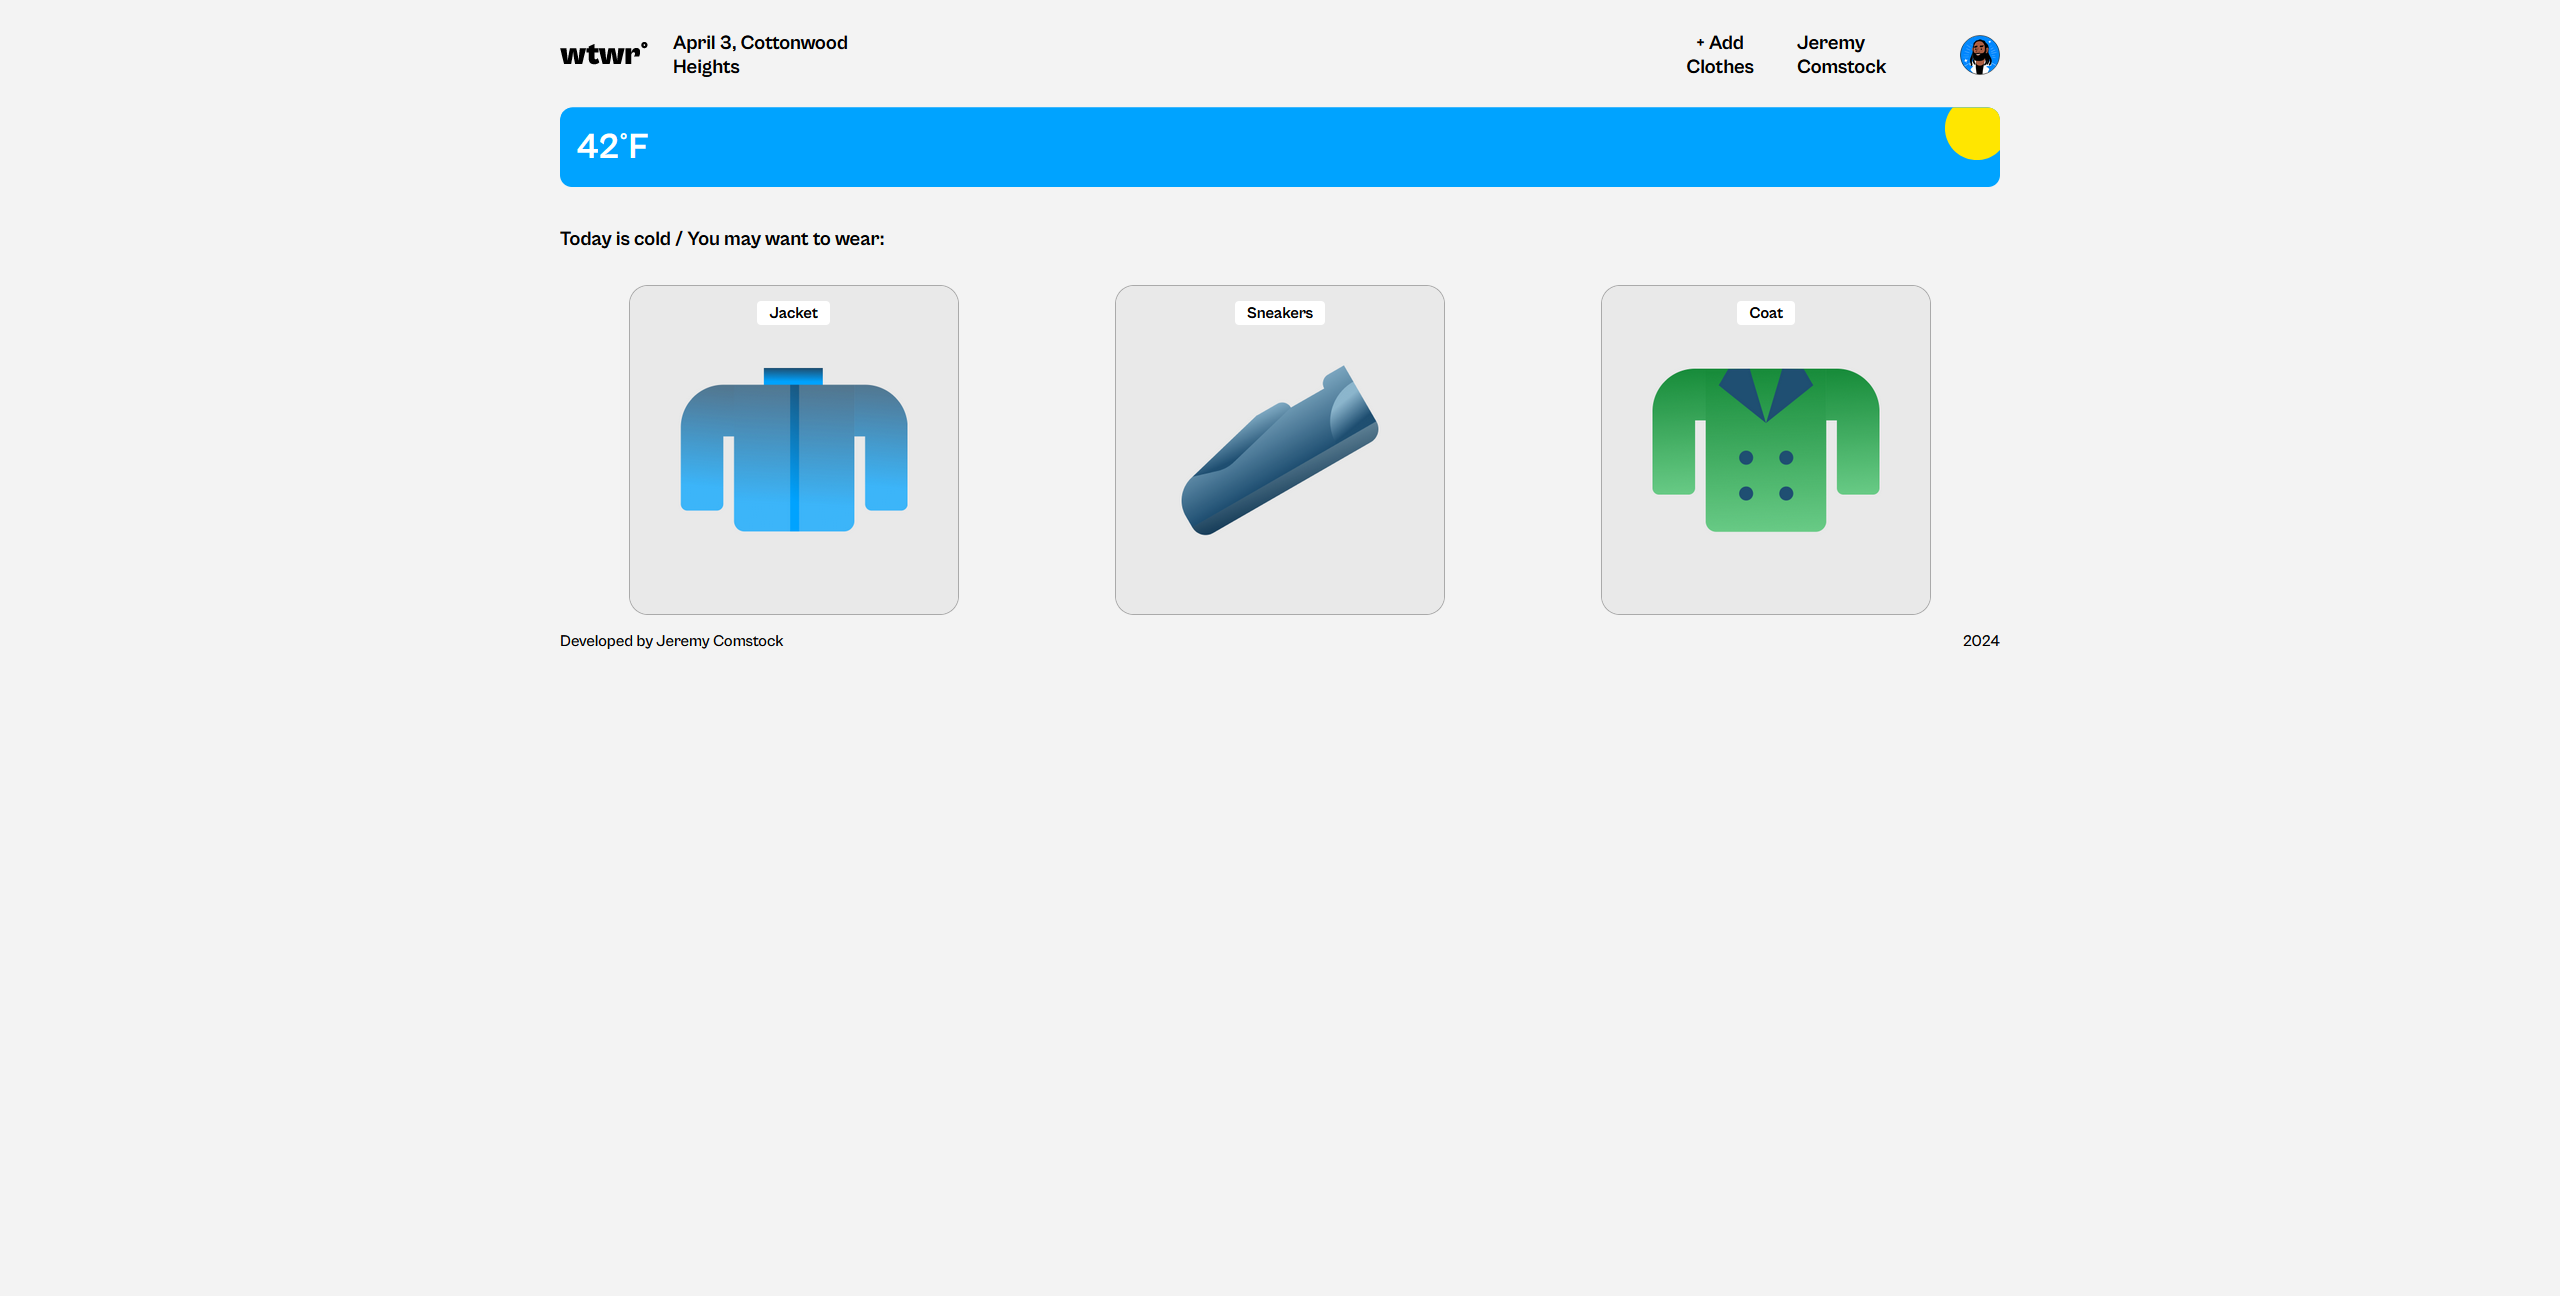 wtwr°
April 3, Cottonwood
Heights
+ Add
Clothes
Jeremy
Comstock
42°F
Today is cold / You may want to wear:
Jacket
Sneakers
Coat
Developed by Jeremy Comstock
2024